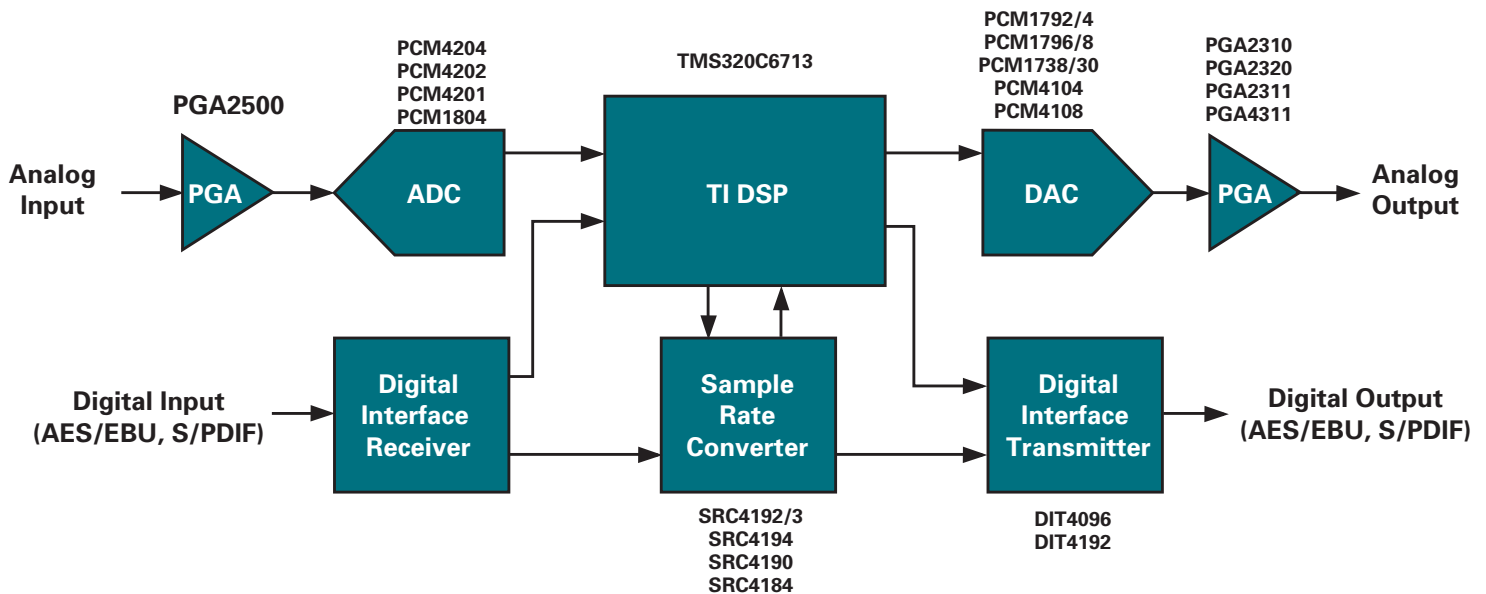 PGA2500
PCM4204
PCM4202
PCM4201
PCM1804
TMS320C6713
PCM1792/4
PCM1796/8
PCM1738/30
PCM4104
PCM4108
PGA2310
PGA2320
PGA2311
PGA4311
Analog
Input
PGA
ADC
TI DSP
DAC
PGA
Analog
Output
Digital Input
(AES/EBU, S/PDIF)
Digital
Interface
Receiver
Sample
Rate
Converter
Digital
Interface
Transmitter
Digital Output
(AES/EBU, S/PDIF)
SRC4192/3
SRC4194
SRC4190
SRC4184
DIT4096
DIT4192